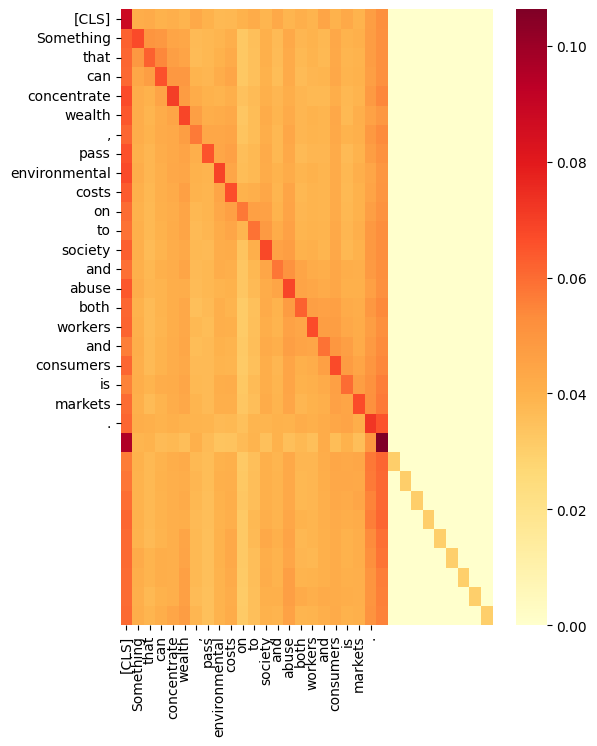 [CLS]
Something
that
can
concentrate
wealth
,
pass
environmental
costs
on
to
society
and
abuse
both
workers
and
consumers
is
markets
.
[CLS]
Something
that
can
concentrate
wealth
,
pass
environmental
costs
on
to
society
and
abuse
both
workers
and
consumers
is
markets
.
0.10
0.08
0.06
0.04
0.02
0.00